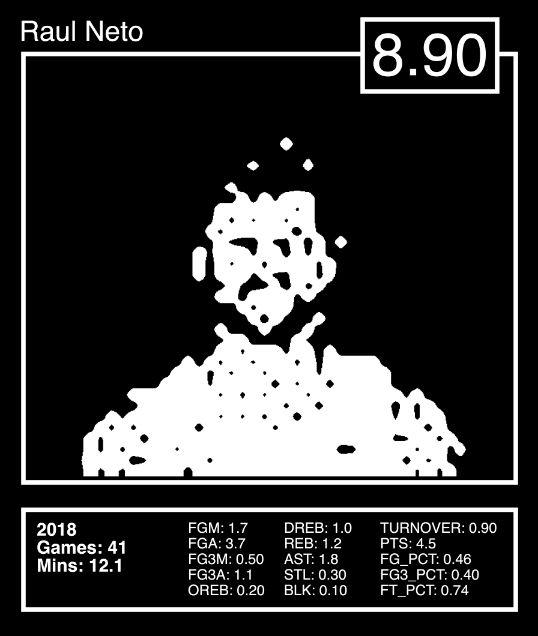 Raul Neto
8.90
2018
Games: 41
Mins: 12.1
FGM: 1.7
FGA: 3.7
FG3M: 0.50
FG3A: 1.1
OREB: 0.20
DREB: 1.0
REB: 1.2
AST: 1.8
STL: 0.30
BLK: 0.10
TURNOVER: 0.90
PTS: 4.5
FG_PCT: 0.46
FG3_PCT: 0.40
FT_PCT: 0.74